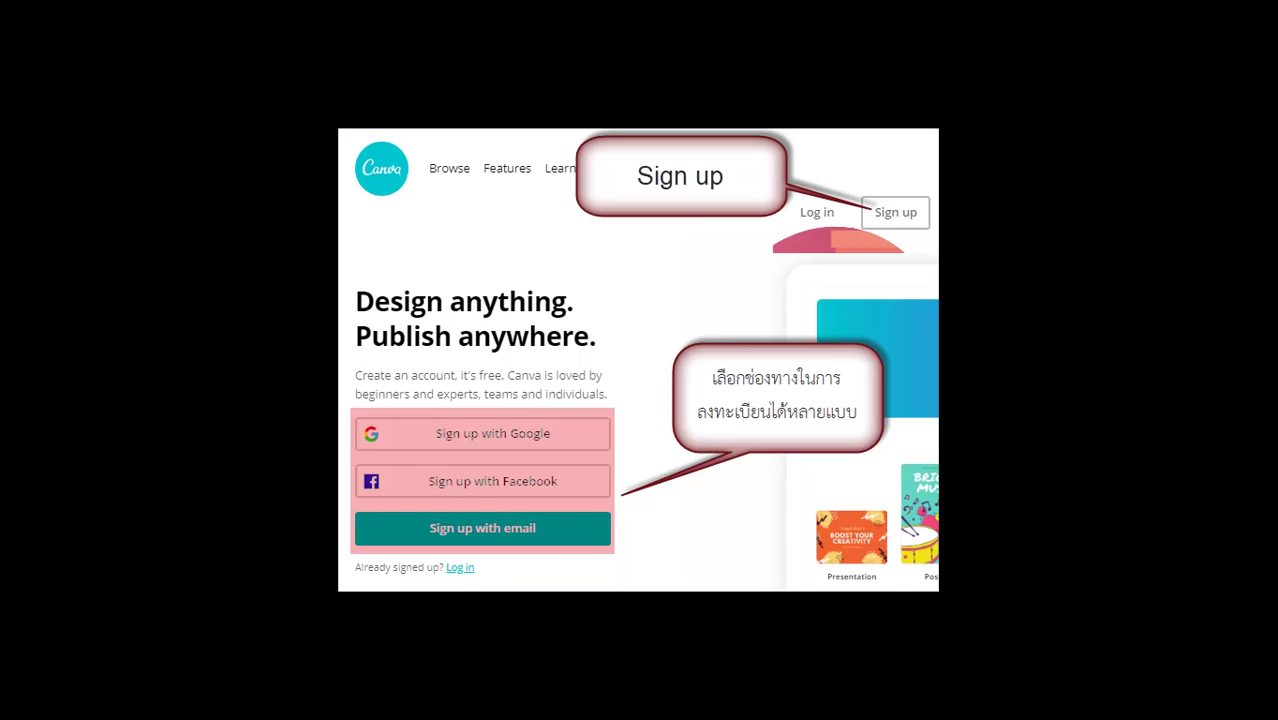 Canva
Browse Features Learn
Sign up
Log in Sign up
Design anything.
Publish anywhere.
Create an account, it's free. Canva is loved by
beginners and experts, teams and individuals.
เลือกช่องทางในการ
ลงทะเบียนได้หลายแบบ
Sign up with Google
Sign up with Facebook
Sign up with email
Already signed up? Log in
BOOST YOUR
CREATIVITY
Presentation